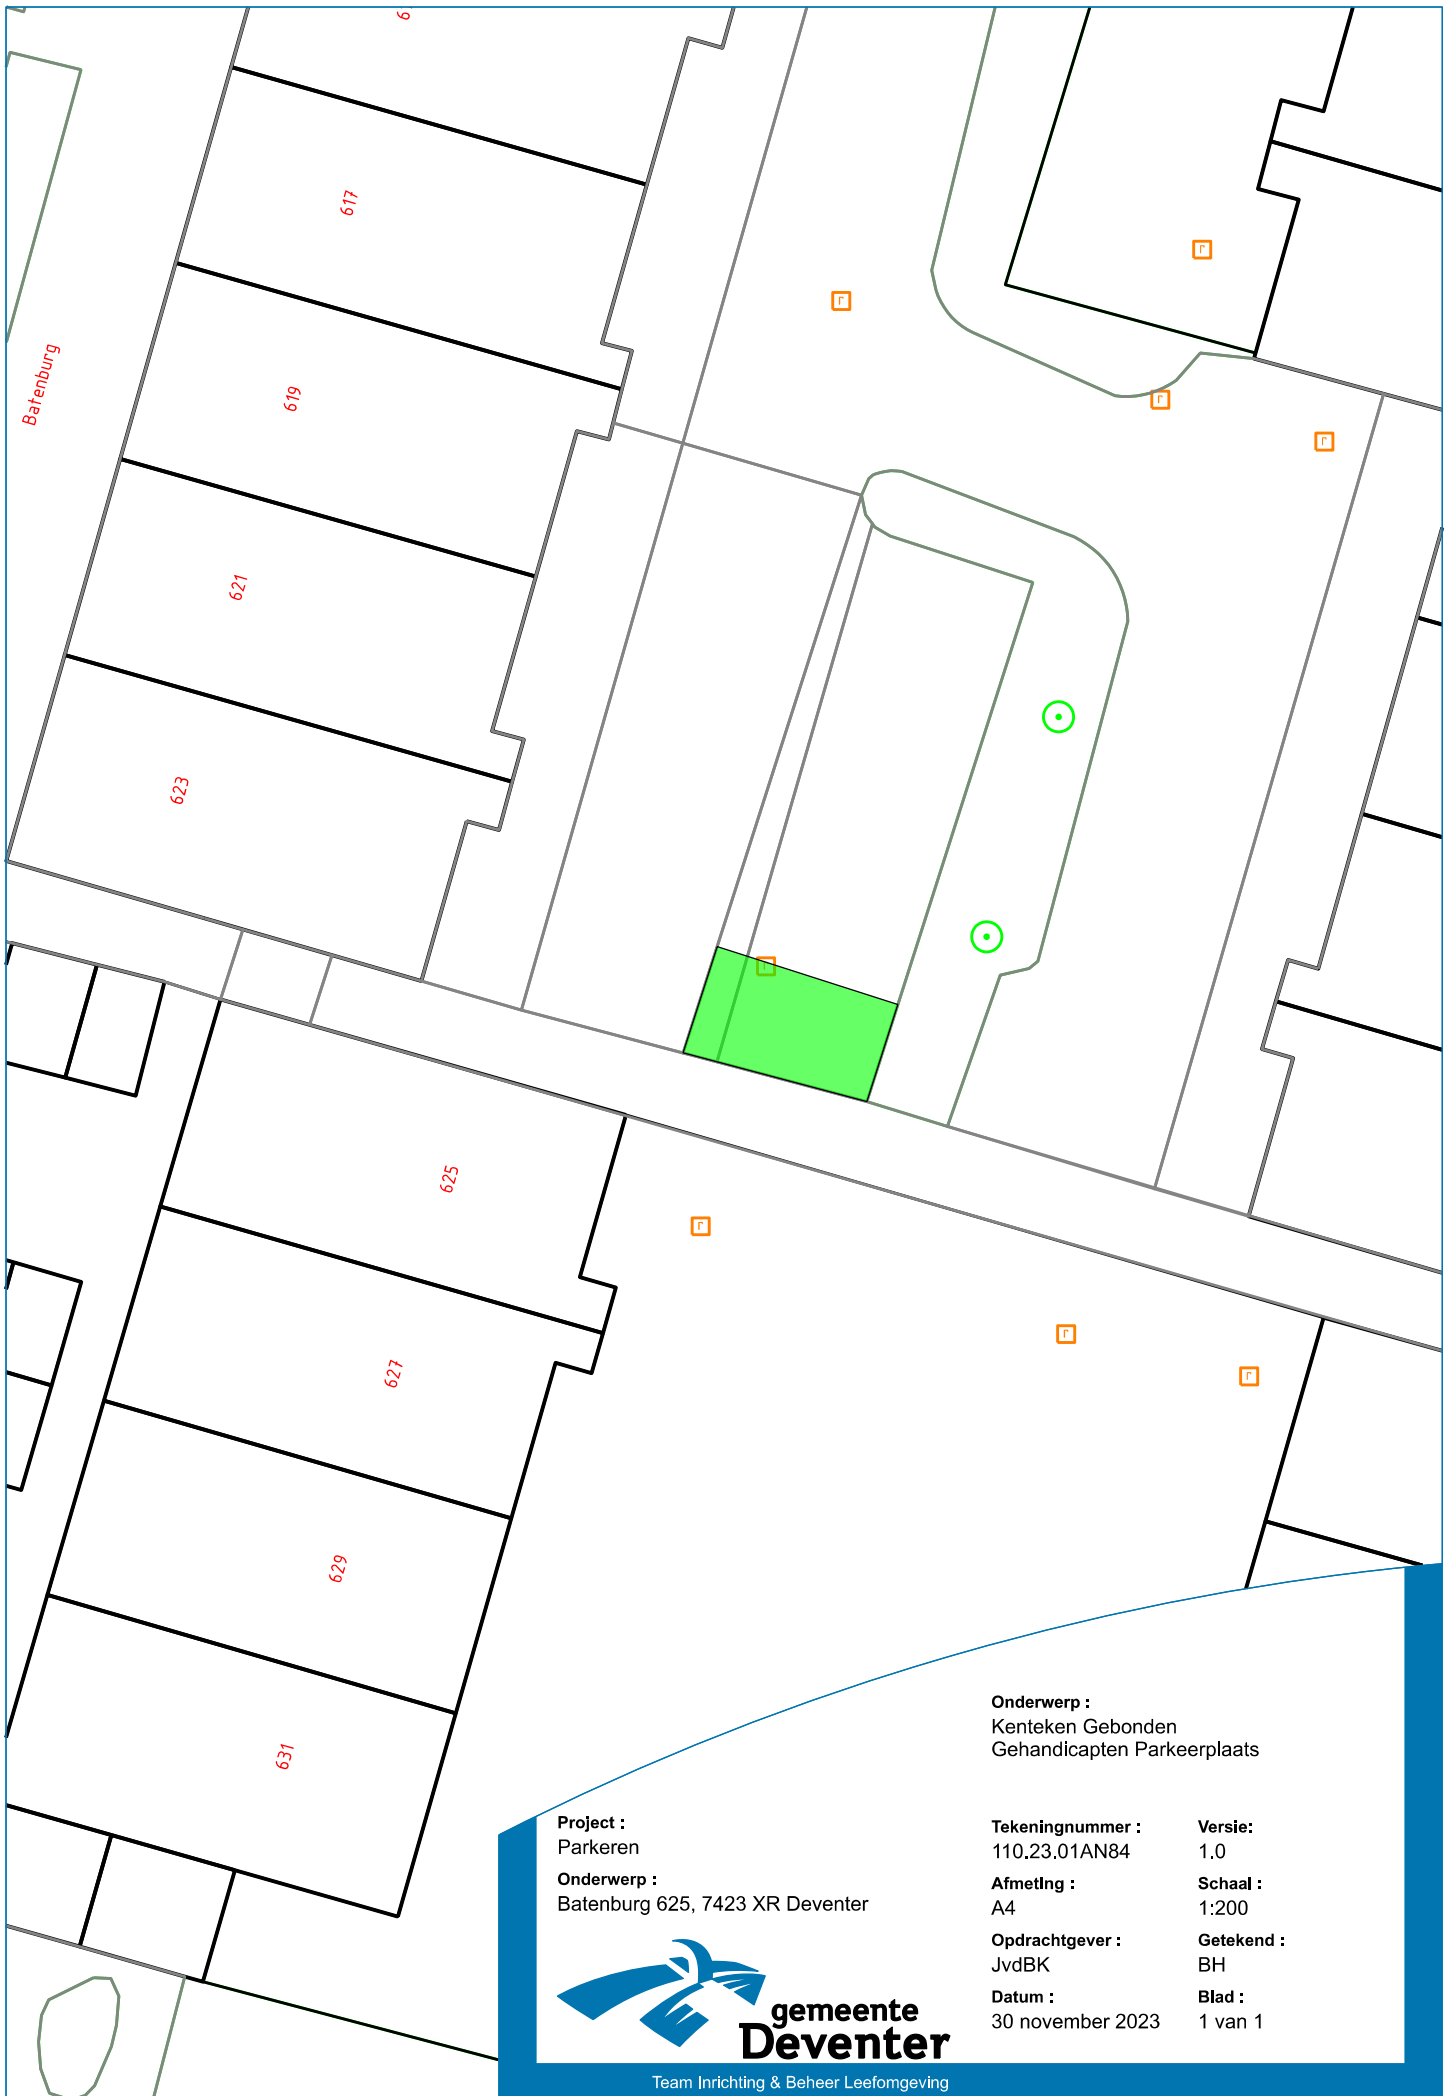 617
Batenburg
619
621
623
625
627
629
631
Onderwerp :
Kenteken Gebonden
Gehandicapten Parkeerplaats
Project :
Parkeren
Onderwerp :
Batenburg 625, 7423 XR Deventer
Tekeningnummer : Versie:
110.23.01AN84 1.0
Afmeting : Schaal :
A4 1:200
Opdrachtgever : Getekend :
JvdBK BH
Datum : Blad :
30 november 2023 1 van 1
gemeente
Deventer
Team Inrichting & Beheer Leefomgeving